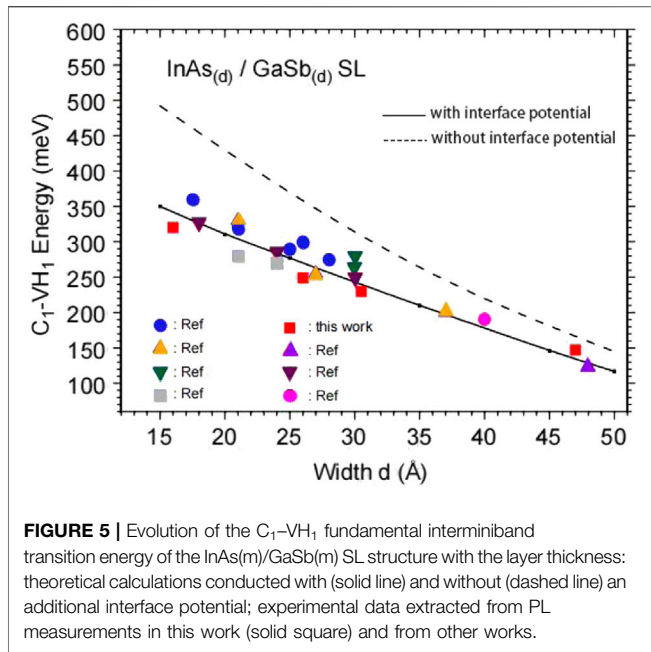 600
550
500
450
400
350
300
250
200
150
100
C₁-VH₁ Energy (meV)
InAs(d) / GaSb(d) SL
with interface potential
without interface potential
: Ref
: this work
: Ref
: Ref
: Ref
: Ref
: Ref
: Ref
15 20 25 30 35 40 45 50
Width d (Å)
FIGURE 5 | Evolution of the C₁–VH₁ fundamental interminiband
transition energy of the InAs(m)/GaSb(m) SL structure with the layer thickness:
theoretical calculations conducted with (solid line) and without (dashed line) an
additional interface potential; experimental data extracted from PL
measurements in this work (solid square) and from other works.